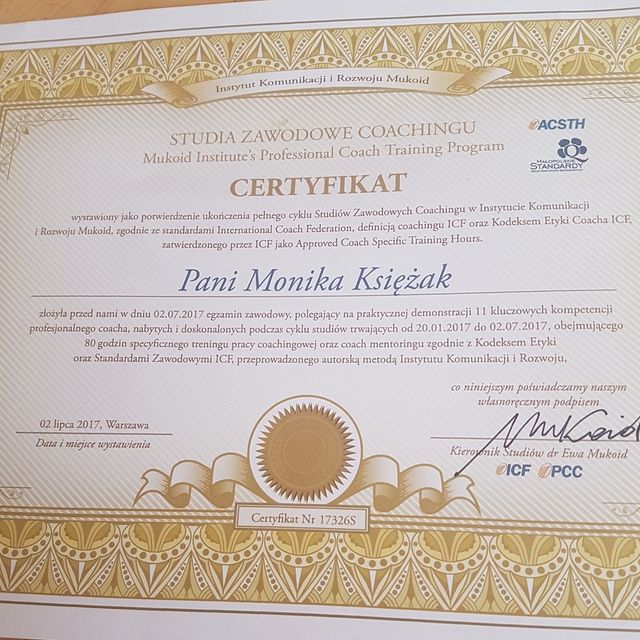 Instytut Komunikacji i Rozwoju Mukoid
STUDIA ZAWODOWE COACHINGU
Mukoid Institute's Professional Coach Training Program
ACSTH
MAŁOPOLSKIE
STANDARDY
CERTYFIKAT
wystawiony jako potwierdzenie ukończenia pełnego cyklu Studiów Zawodowych Coachingu w Instytucie Komunikacji
i Rozwoju Mukoid, zgodnie ze standardami International Coach Federation, definicją coachingu ICF oraz Kodeksem Etyki Coacha ICF,
zatwierdzonego przez ICF jako Approved Coach Specific Training Hours.
Pani Monika Księżak
złożyła przed nami w dniu 02.07.2017 egzamin zawodowy, polegający na praktycznej demonstracji 11 kluczowych kompetencji
profesjonalnego coacha, nabytych i doskonalonych podczas cyklu studiów trwających od 20.01.2017 do 02.07.2017, obejmującego
80 godzin specyficznego treningu pracy coachingowej oraz coach mentoringu zgodnie z Kodeksem Etyki
oraz Standardami Zawodowymi ICF, przeprowadzonego autorską metodą Instytutu Komunikacji i Rozwoju,
co niniejszym poświadczamy naszym
własnoręcznym podpisem
02 lipca 2017, Warszawa
Data i miejsce wystawienia
Kierownik Studiów dr Ewa Mukoid
ICF PCC
Certyfikat Nr 17326S